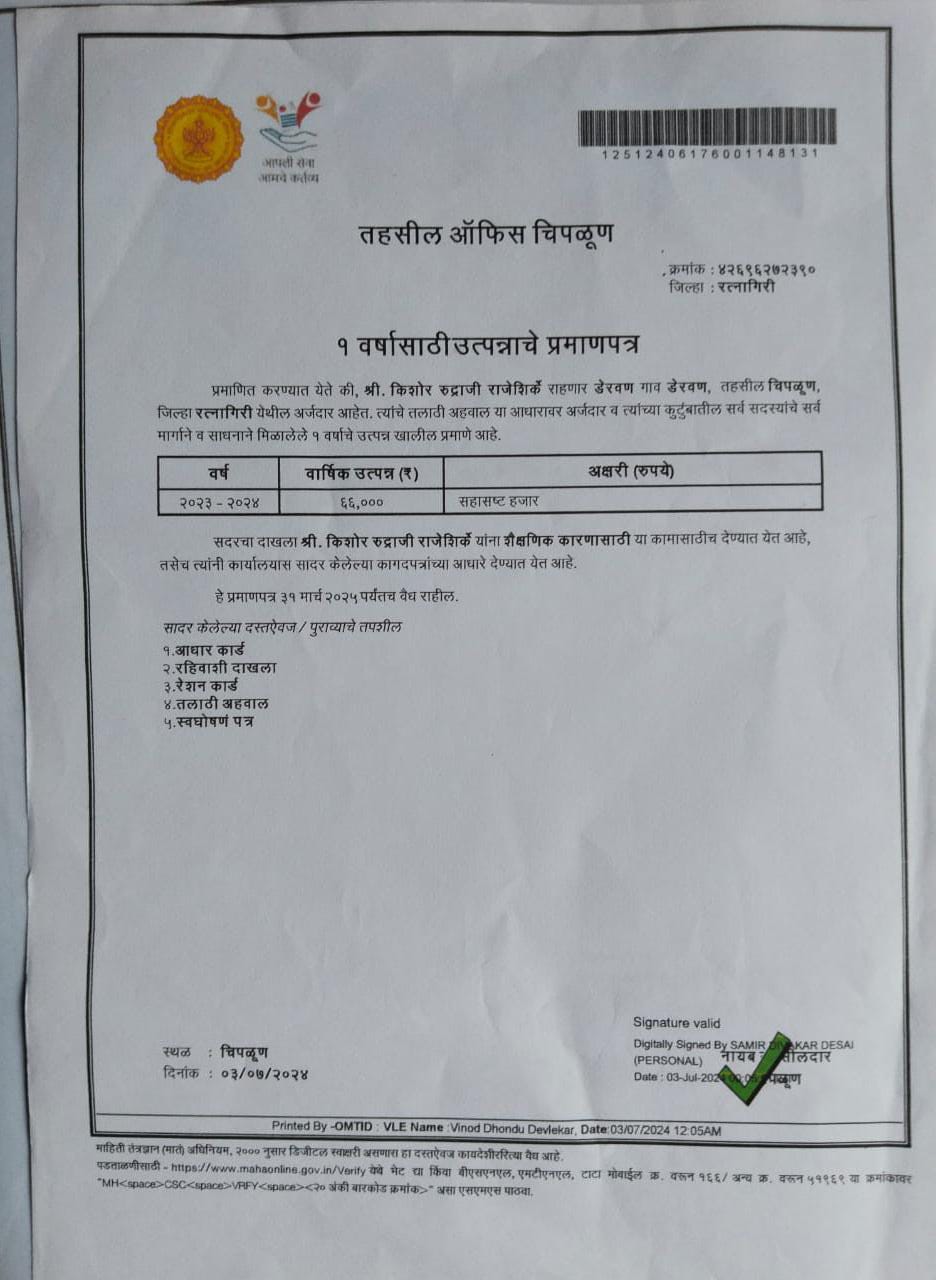 आपली सेवा
आमचे कर्तव्य
12512406176001148131
तहसील ऑफिस चिपळूण
क्रमांक : ४२६९६२७२३९०
जिल्हा : रत्नागिरी
१ वर्षासाठी उत्पन्नाचे प्रमाणपत्र
प्रमाणित करण्यात येते की, श्री. किशोर रुद्राजी राजेशिर्के राहणार डेरवण गाव डेरवण, तहसील चिपळूण,
जिल्हा रत्नागिरी येथील अर्जदार आहेत. त्यांचे तलाठी अहवाल या आधारावर अर्जदार व त्यांच्या कुटुंबातील सर्व सदस्यांचे सर्व
मार्गाने व साधनाने मिळालेले १ वर्षाचे उत्पन्न खालील प्रमाणे आहे.
वर्ष वार्षिक उत्पन्न (₹) अक्षरी (रुपये)
२०२३ - २०२४ ६६,००० सहासष्ट हजार
सदरचा दाखला श्री. किशोर रुद्राजी राजेशिर्के यांना शैक्षणिक कारणासाठी या कामासाठीच देण्यात येत आहे,
तसेच त्यांनी कार्यालयास सादर केलेल्या कागदपत्रांच्या आधारे देण्यात येत आहे.
हे प्रमाणपत्र ३१ मार्च २०२५ पर्यंतच वैध राहील.
सादर केलेल्या दस्तऐवज / पुराव्याचे तपशील
१.आधार कार्ड
२.रहिवाशी दाखला
३.रेशन कार्ड
४.तलाठी अहवाल
५.स्वघोषणं पत्र
स्थळ : चिपळूण
दिनांक : ०३/०७/२०२४
Signature valid
Digitally Signed By SAMIR DIVAKAR DESAI
(PERSONAL) नायब
Date : 03-Jul-2024
Printed By -OMTID : VLE Name :Vinod Dhondu Devlekar, Date:03/07/2024 12:05AM
माहिती तंत्रज्ञान (मात) अधिनियम, २००० नुसार डिजीटल स्वाक्षरी असणारा हा दस्तऐवज कायदेशीररित्या वैध आहे.
पडताळणीसाठी - https://www.mahaonline.gov.in/Verify येथे भेट द्या किंवा बीएसएनएल, एमटीएनएल, टाटा मोबाईल क्र. वरून १६६/ अन्य क्र. वरून ५१९६९ या क्रमांकावर
"MH<space>CSC<space>VRFY<space><२० अंकी बारकोड क्रमांक>" असा एसएमएस पाठवा.